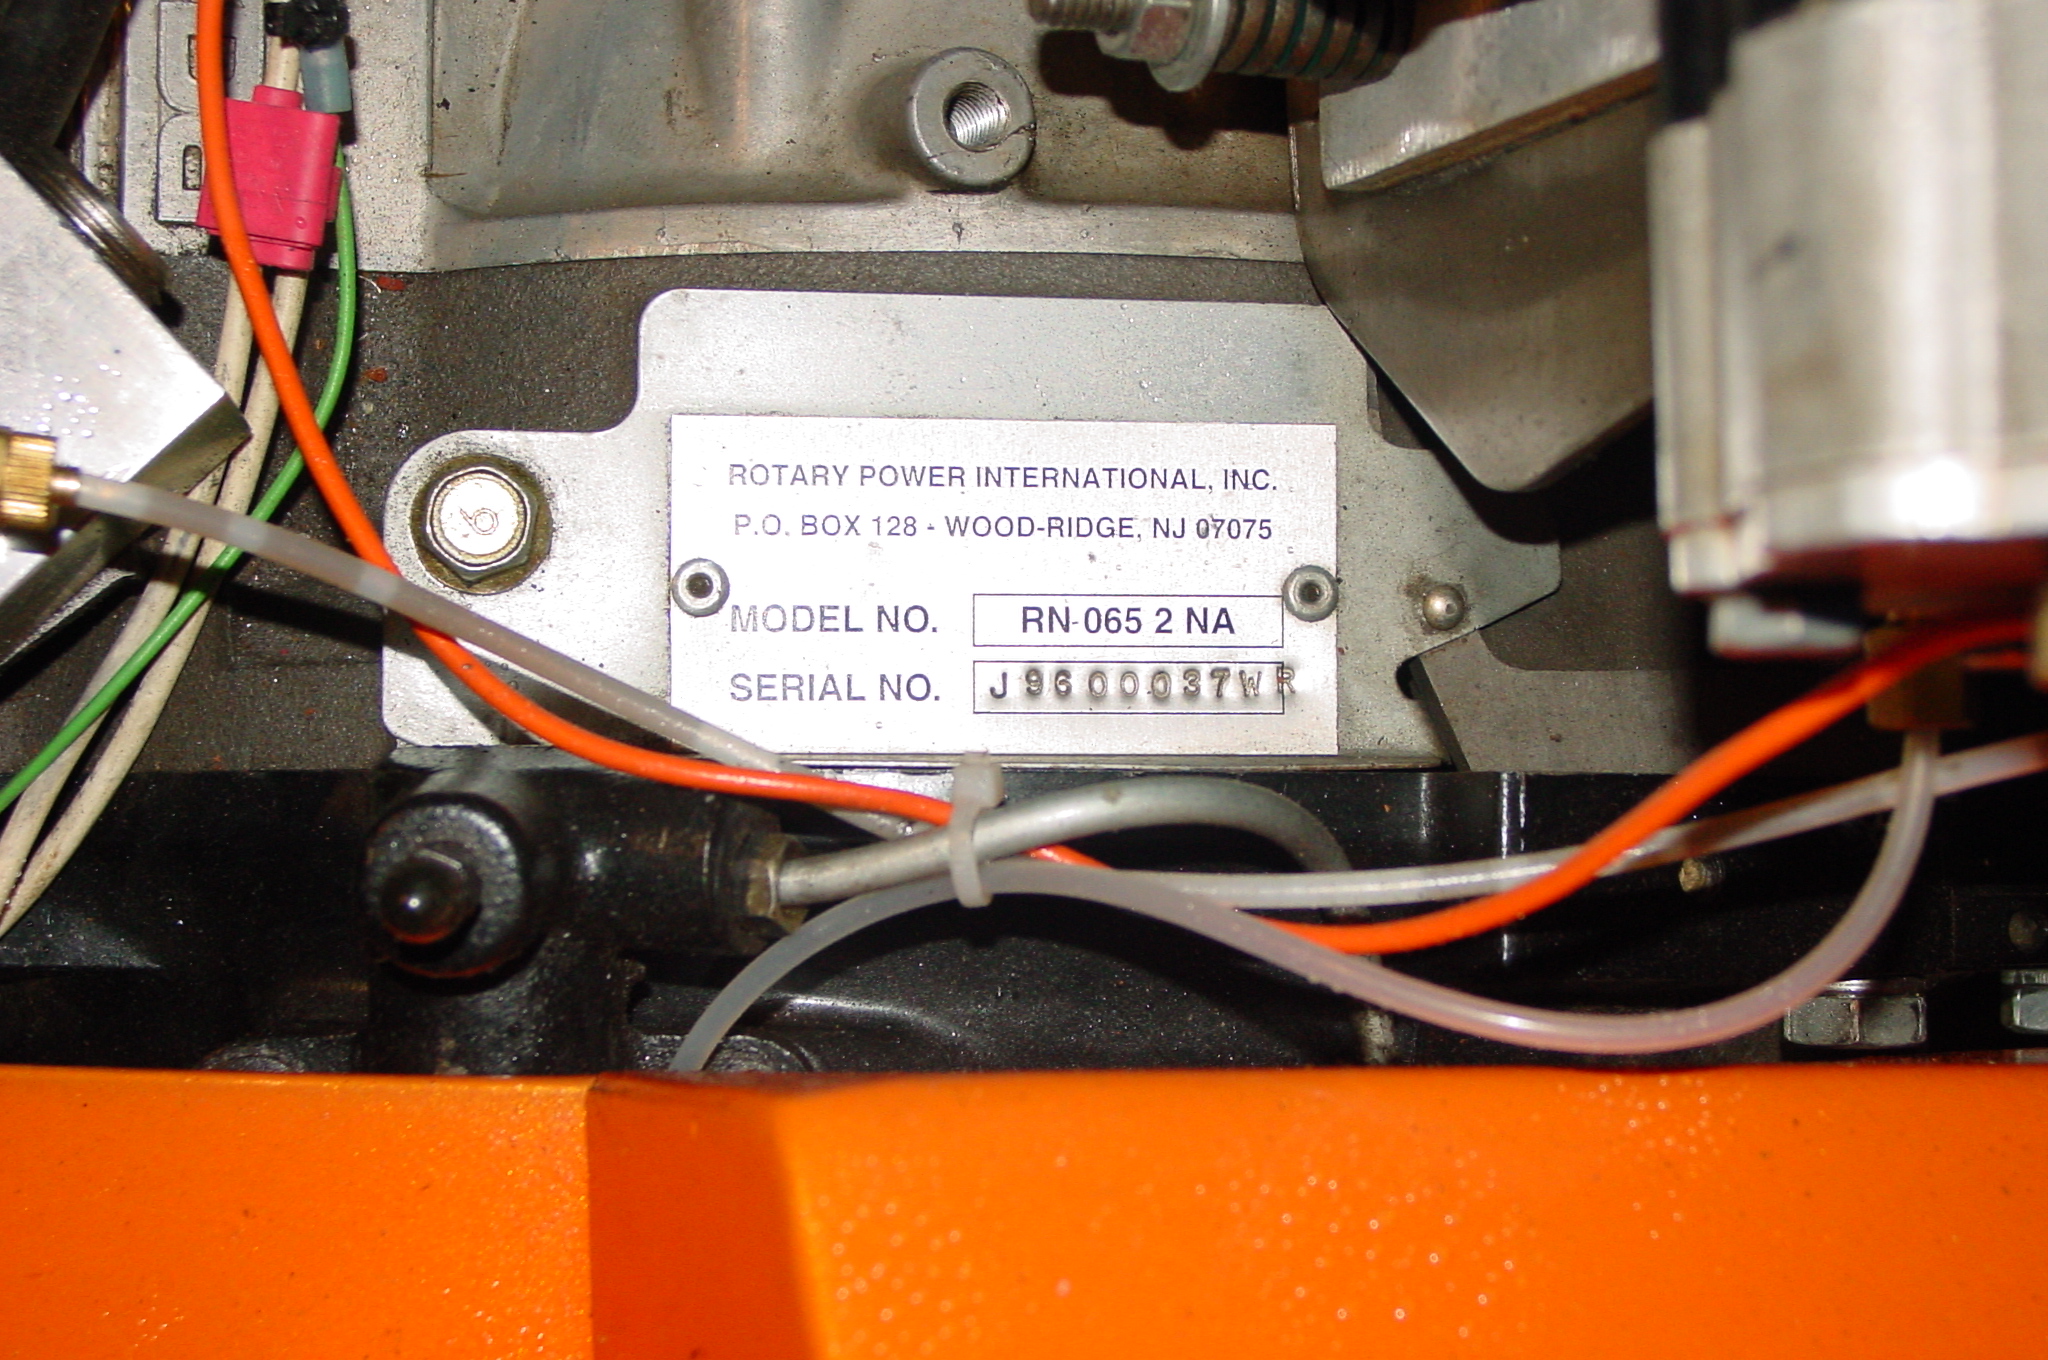 ROTARY POWER INTERNATIONAL, INC.
P.O. BOX 128 - WOOD-RIDGE, NJ 07075
MODEL NO. RN-065 2 NA
SERIAL NO. J9600037WR